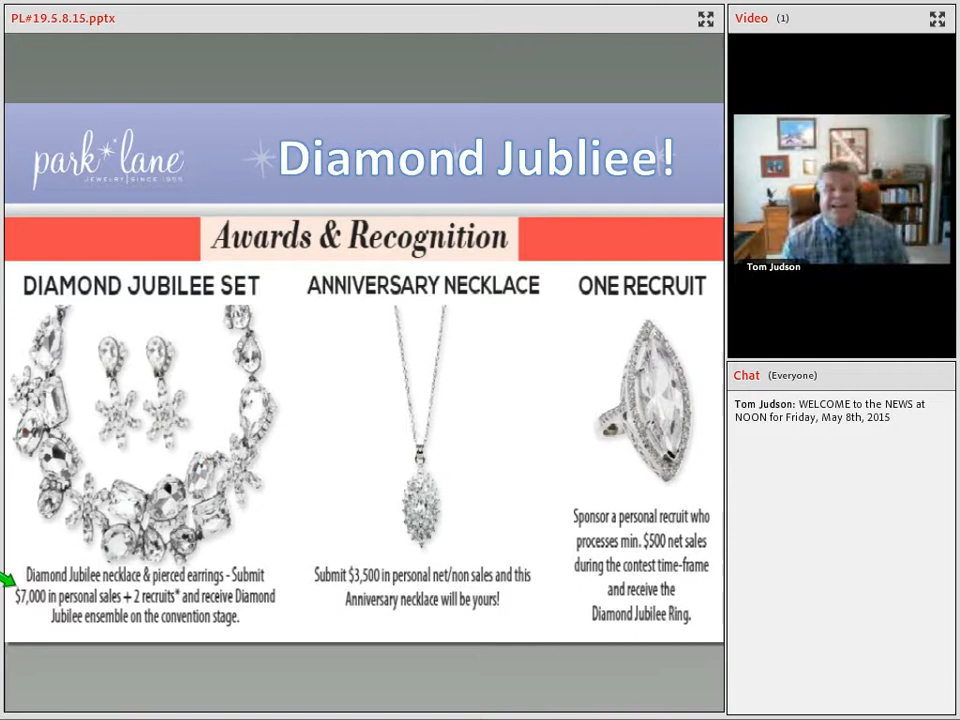 PL#19.5.8.15.pptx
park lane
JEWELRY SINCE 1955
Diamond Jubliee!
Awards & Recognition
DIAMOND JUBILEE SET
Diamond Jubilee necklace & pierced earrings - Submit
$7,000 in personal sales + 2 recruits* and receive Diamond
Jubilee ensemble on the convention stage.
ANNIVERSARY NECKLACE
Submit $3,500 in personal net/non sales and this
Anniversary necklace will be yours!
ONE RECRUIT
Sponsor a personal recruit who
processes min. $500 net sales
during the contest time-frame
and receive the
Diamond Jubilee Ring.
Video (1)
Tom Judson
Chat (Everyone)
Tom Judson: WELCOME to the NEWS at
NOON for Friday, May 8th, 2015